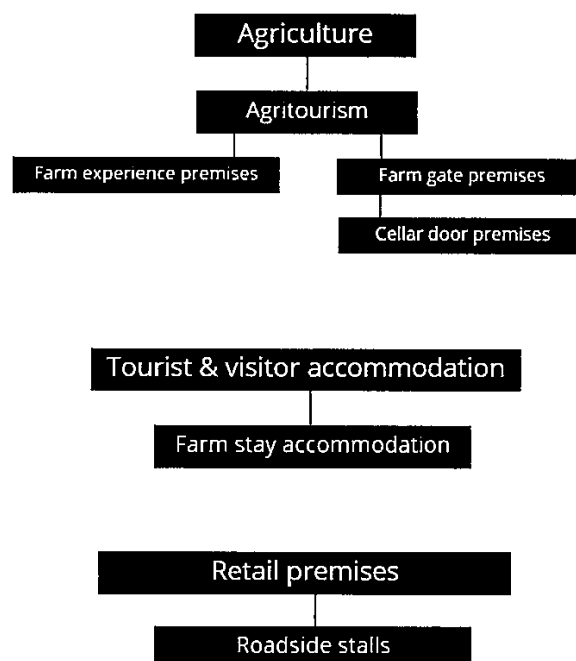 Agriculture
Agritourism
Farm experience premises
Farm gate premises
Cellar door premises
Tourist & visitor accommodation
Farm stay accommodation
Retail premises
Roadside stalls